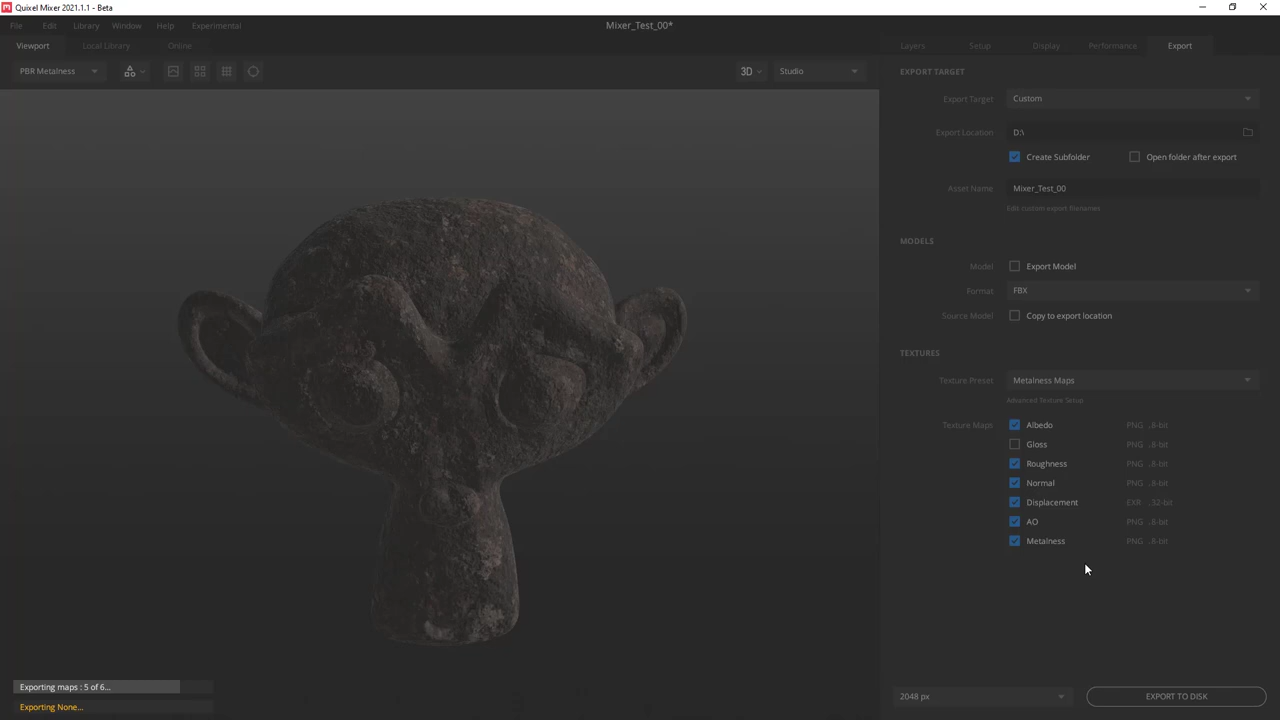 Quixel Mixer 2021.1.1 - Beta
File Edit Library Window Help Experimental
Mixer_Test_00*
Viewport Local Library Online
Layers Setup Display Performance Export
PBR Metalness
3D
Studio
EXPORT TARGET
Export Target Custom
Export Location D:\
Create Subfolder Open folder after export
Asset Name Mixer_Test_00
Edit custom export filenames
MODELS
Model Export Model
Format FBX
Source Model Copy to export location
TEXTURES
Texture Preset Metalness Maps
Advanced Texture Setup
Texture Maps Albedo PNG .8-bit
Gloss PNG .8-bit
Roughness PNG .8-bit
Normal PNG .8-bit
Displacement EXR .32-bit
AO PNG .8-bit
Metalness PNG .8-bit
Exporting maps : 5 of 6...
Exporting None...
2048 px
EXPORT TO DISK